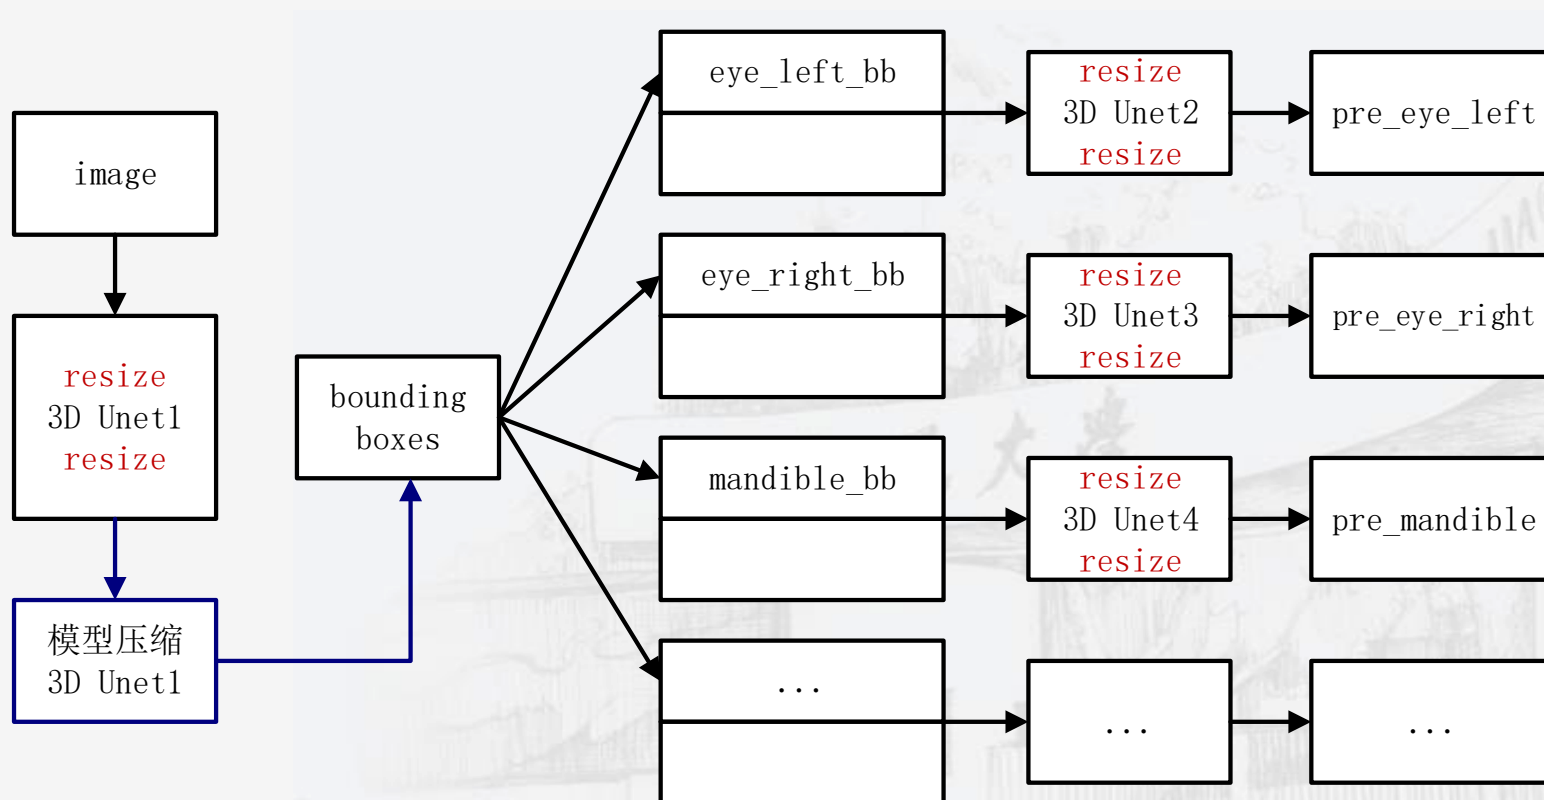 image
resize
3D Unet1
resize
模型压缩
3D Unet1
bounding
boxes
eye_left_bb
resize
3D Unet2
resize
pre_eye_left
eye_right_bb
resize
3D Unet3
resize
pre_eye_right
mandible_bb
resize
3D Unet4
resize
pre_mandible
...
...
...